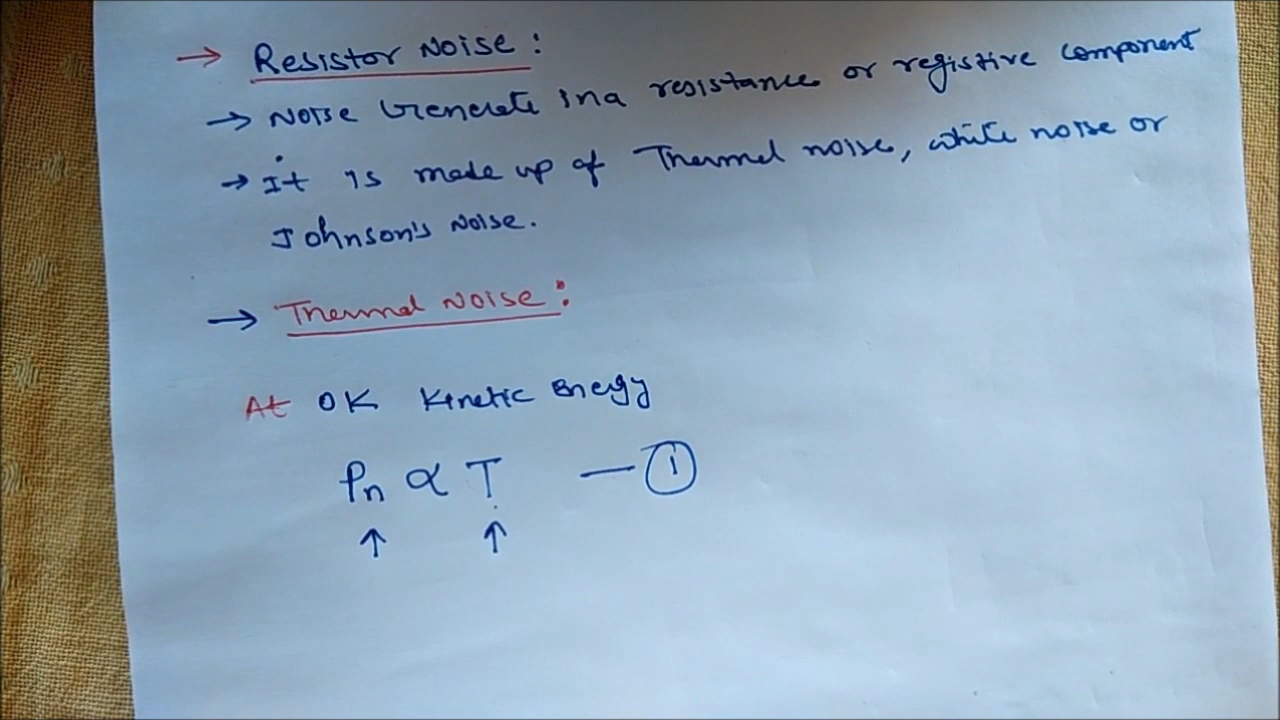 → Resistor Noise :
→ Noise Generate in a resistance or registive component
→ It is made up of Thermal noise, white noise or
Johnson's Noise.
→ Thermal Noise :
At 0K Kinetic Energy
Pn ∝ T — ①
↑ ↑